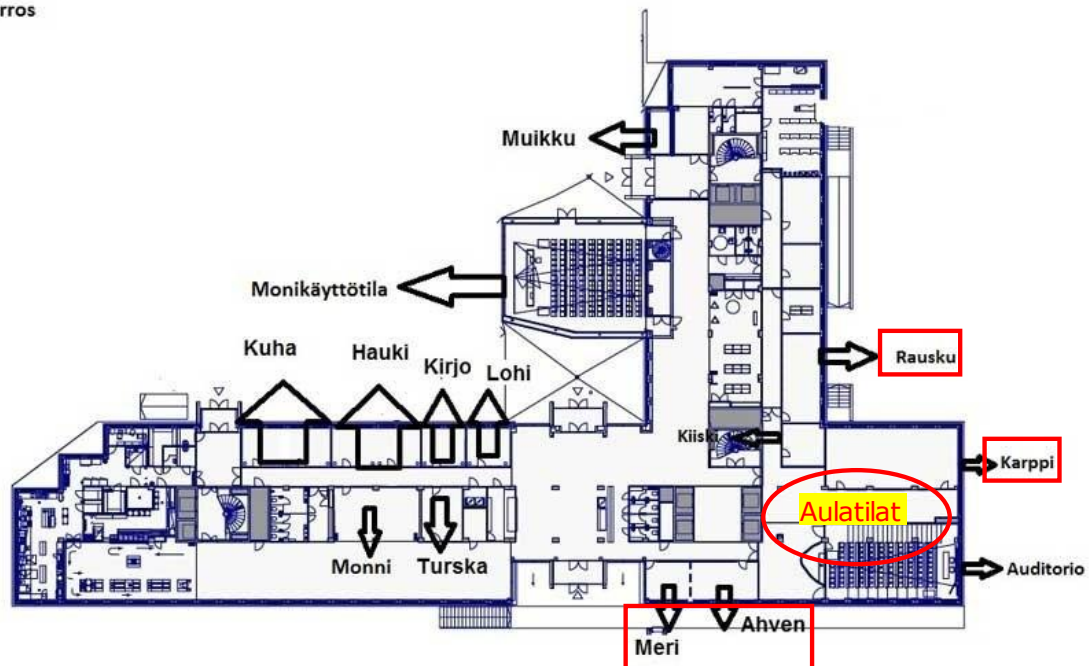 rros
Muikku
Monikäyttötila
Kuha
Hauki
Kirjo
Lohi
Rausku
Kiiski
Karppi
Aulatilat
Monni
Turska
Auditorio
Meri
Ahven